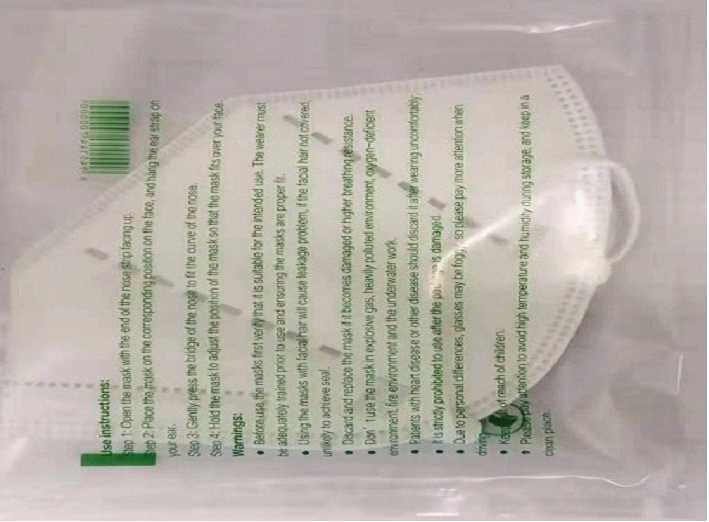 Use instructions:
Step 1: Open the mask with the end of the nose strip facing up.
Step 2: Place the mask on the corresponding position on the face, and hang the ear strap on
your ear.
Step 3: Gently press the bridge of the nose to fit the curve of the nose.
Step 4: Hold the mask to adjust the position of the mask so that the mask fits over your face.
Warnings:
• Before use, the masks first verify that it is suitable for the intended use. The wearer must
be adequately trained prior to use and ensuring the masks are proper fit.
• Using the masks with facial hair will cause leakage problem, if the facial hair not covered,
unlikely to achieve seal.
• Discard and replace the mask if it becomes damaged or higher breathing resistance.
• Don't use the mask in explosive gas, heavily polluted environment, oxygen-deficient
environment, fire environment and the underwater work.
• Patients with heart disease or other disease should discard it after wearing uncomfortably
• It is strictly prohibited to use after the package is damaged.
• Due to personal differences, glasses may be foggy, so please pay more attention when
driving
• Keep out of reach of children.
• Please pay attention to avoid high temperature and humidity during storage, and keep in a
clean place.